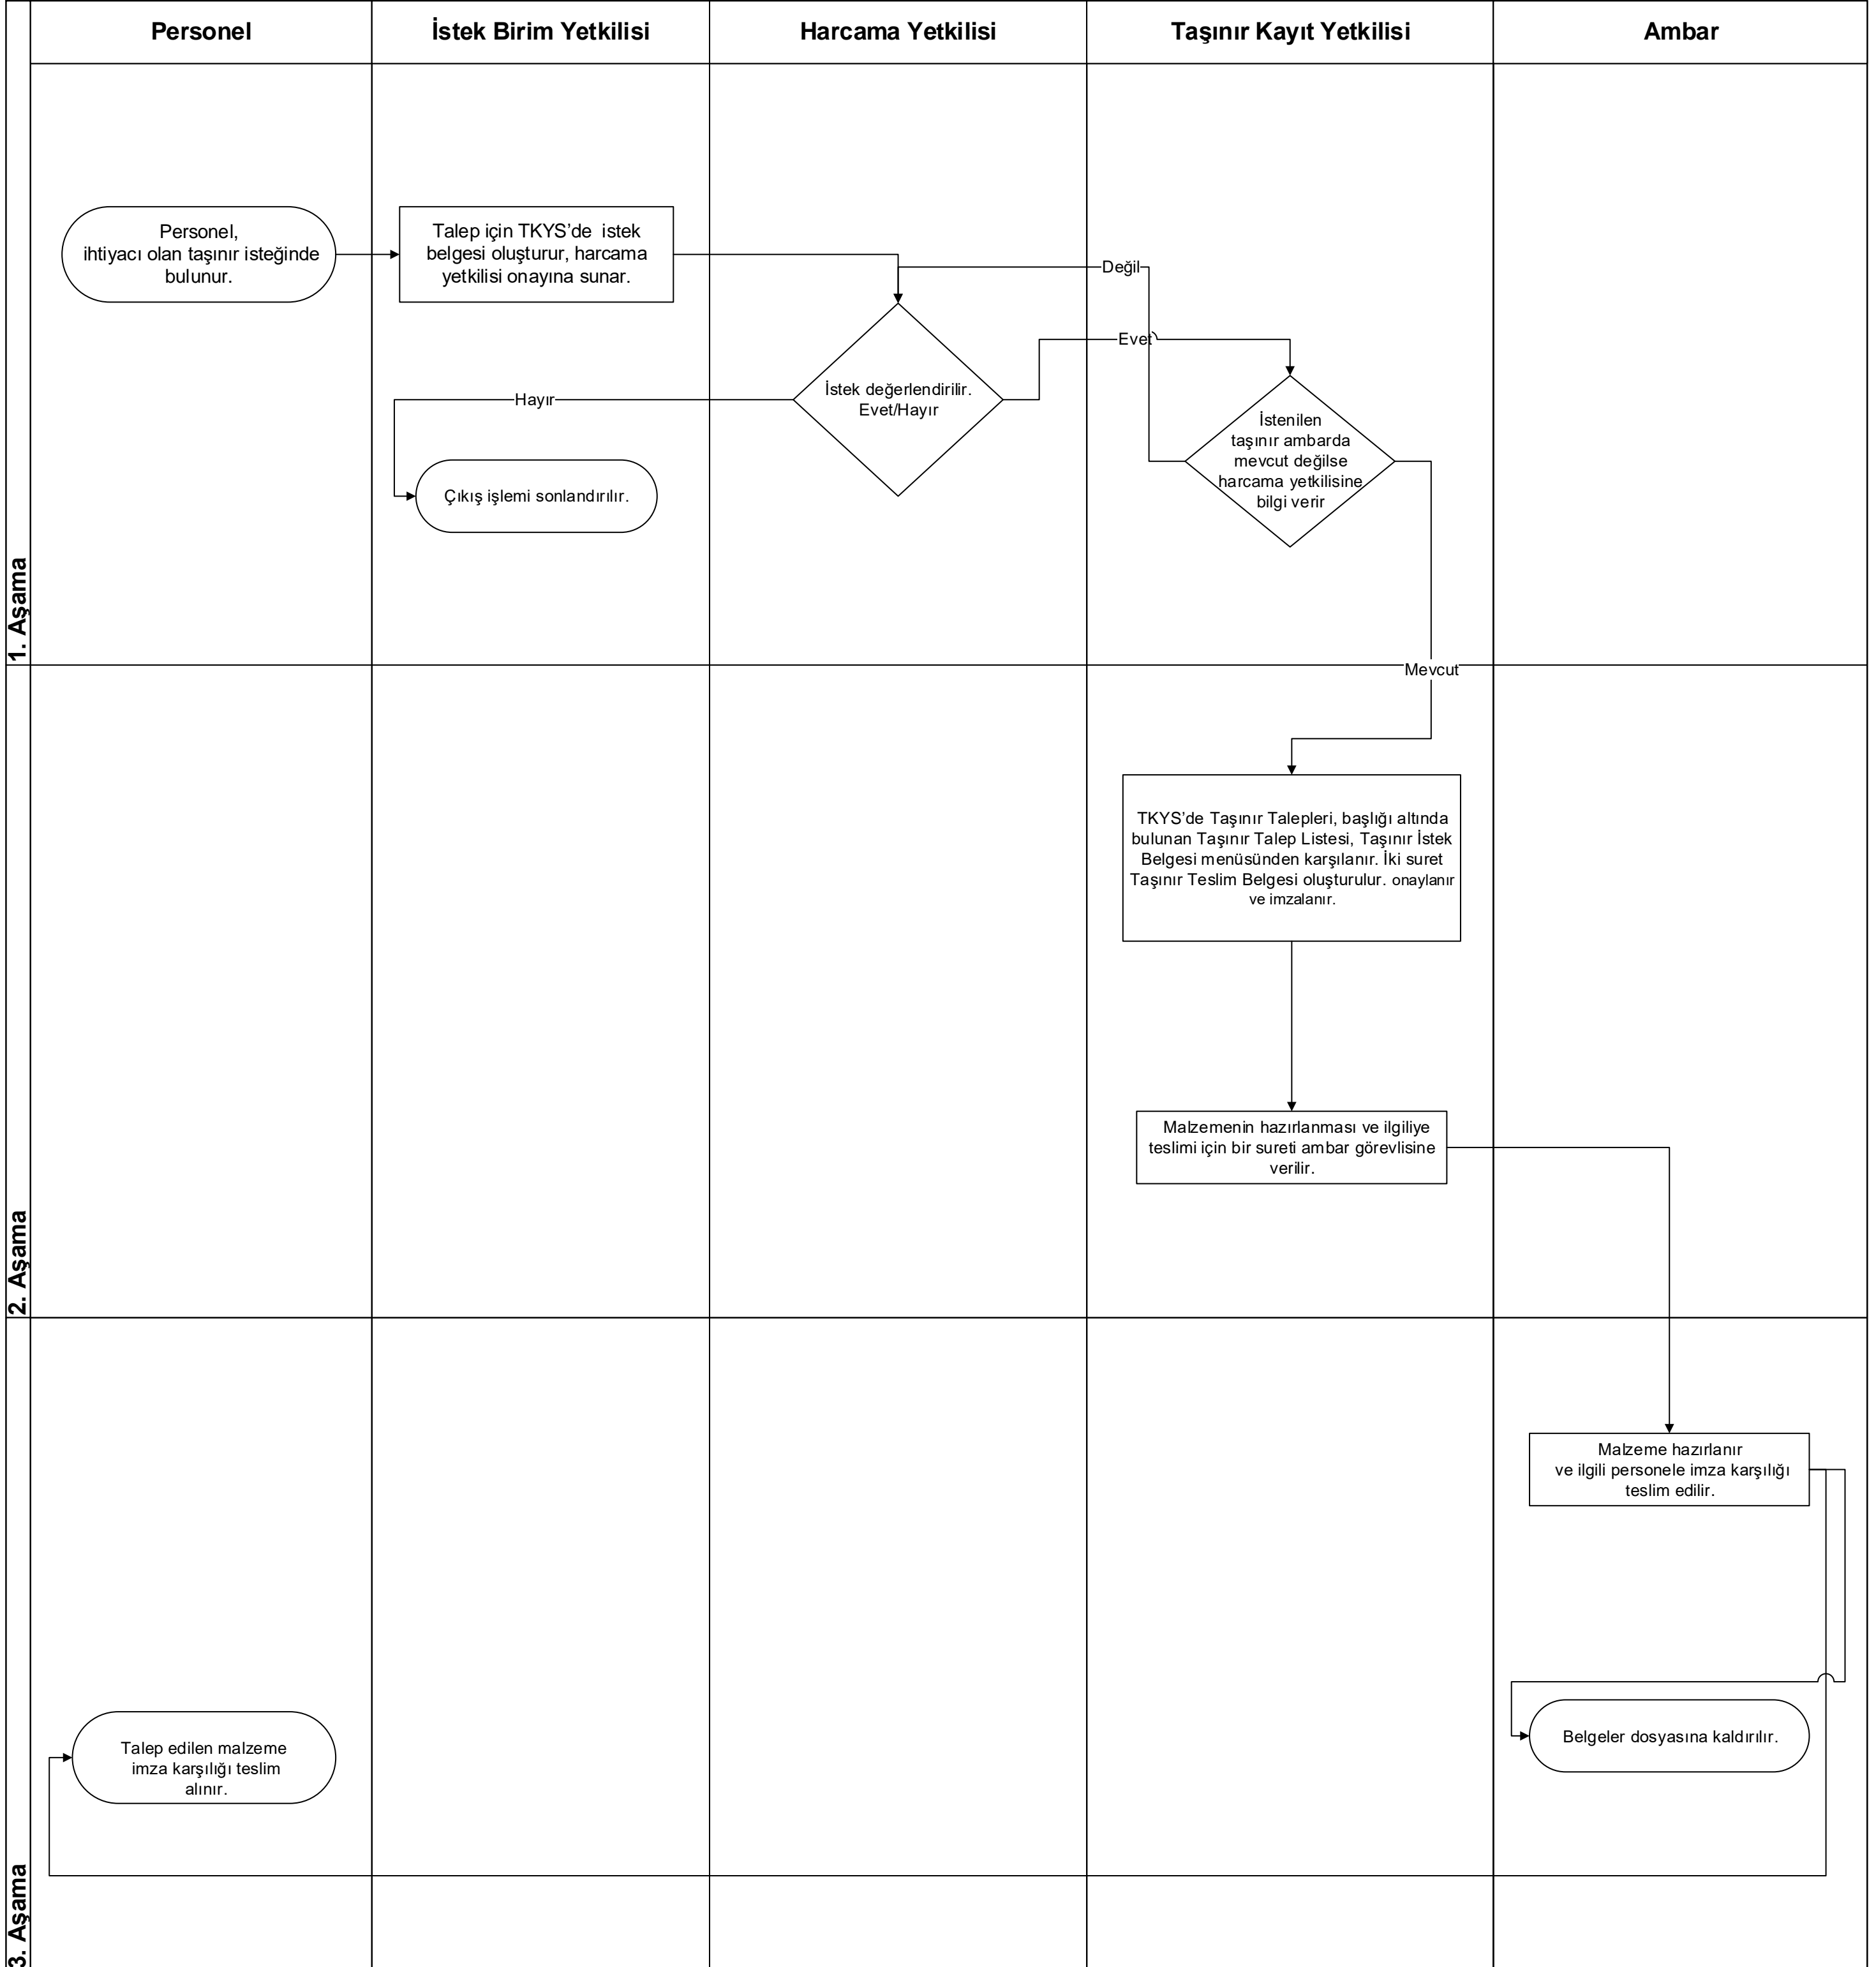 Personel
İstek Birim Yetkilisi
Harcama Yetkilisi
Taşınır Kayıt Yetkilisi
Ambar
1. Aşama
Personel,
ihtiyacı olan taşınır isteğinde
bulunur.
Talep için TKYS’de istek
belgesi oluşturur, harcama
yetkilisi onayına sunar.
Değil
Evet
Hayır
İstek değerlendirilir.
Evet/Hayır
İstenilen
taşınır ambarda
mevcut değilse
harcama yetkilisine
bilgi verir
Çıkış işlemi sonlandırılır.
Mevcut
2. Aşama
TKYS’de Taşınır Talepleri, başlığı altında
bulunan Taşınır Talep Listesi, Taşınır İstek
Belgesi menüsünden karşılanır. İki suret
Taşınır Teslim Belgesi oluşturulur. onaylanır
ve imzalanır.
Malzemenin hazırlanması ve ilgiliye
teslimi için bir sureti ambar görevlisine
verilir.
3. Aşama
Malzeme hazırlanır
ve ilgili personele imza karşılığı
teslim edilir.
Belgeler dosyasına kaldırılır.
Talep edilen malzeme
imza karşılığı teslim
alınır.